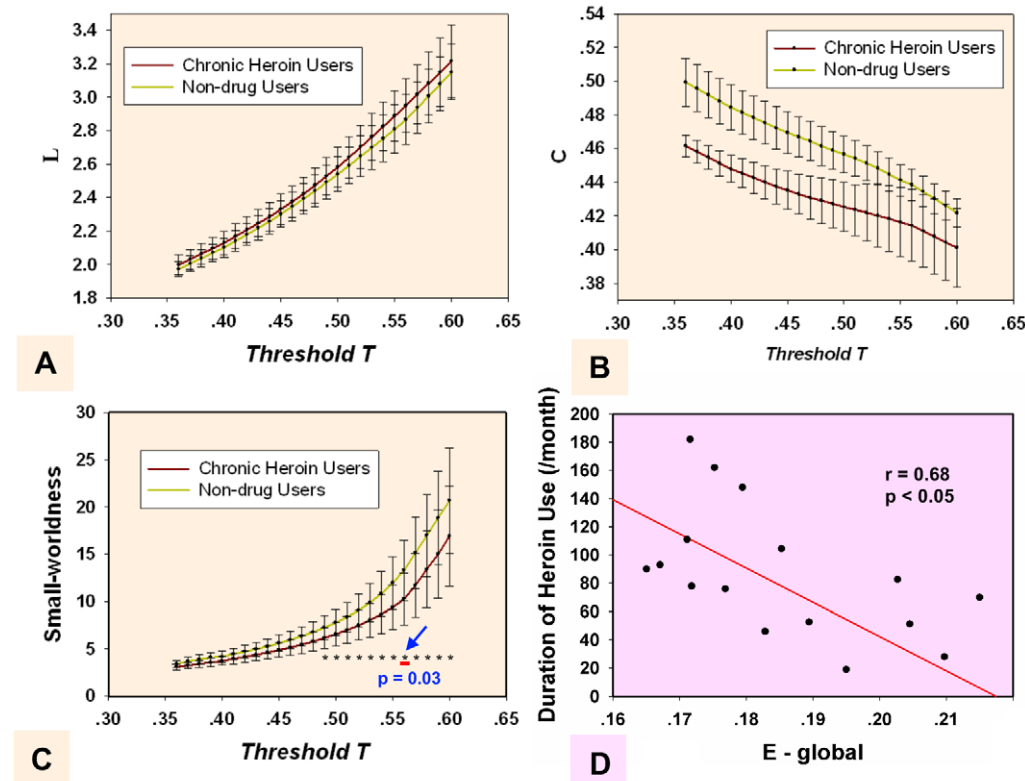 3.4
3.2
3.0
2.8
2.6
2.4
2.2
2.0
1.8
L
Chronic Heroin Users
Non-drug Users
.30 .35 .40 .45 .50 .55 .60 .65
Threshold T
A
.54
.52
.50
.48
.46
.44
.42
.40
.38
C
Chronic Heroin Users
Non-drug Users
.30 .35 .40 .45 .50 .55 .60 .65
Threshold T
B
30
25
20
15
10
5
0
Small-worldness
Chronic Heroin Users
Non-drug Users
* * * * * * * * * * * *
p = 0.03
.30 .35 .40 .45 .50 .55 .60 .65
Threshold T
C
200
180
160
140
120
100
80
60
40
20
0
Duration of Heroin Use (/month)
r = 0.68
p < 0.05
.16 .17 .18 .19 .20 .21
E - global
D